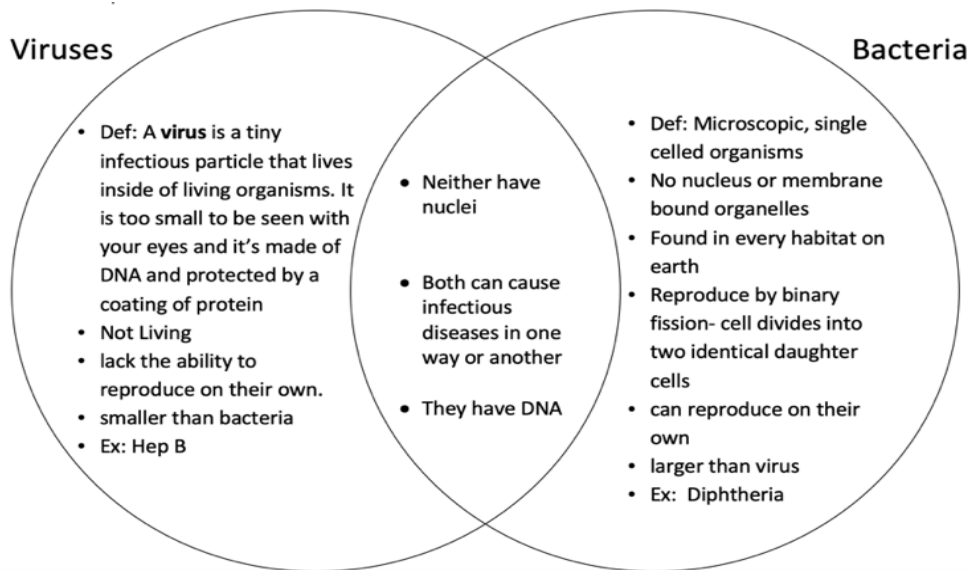 Viruses
Bacteria
• Def: A virus is a tiny
infectious particle that lives
inside of living organisms. It
is too small to be seen with
your eyes and it's made of
DNA and protected by a
coating of protein
• Not Living
• lack the ability to
reproduce on their own.
• smaller than bacteria
• Ex: Hep B
• Neither have
nuclei
• Both can cause
infectious
diseases in one
way or another
• They have DNA
• Def: Microscopic, single
celled organisms
• No nucleus or membrane
bound organelles
• Found in every habitat on
earth
• Reproduce by binary
fission- cell divides into
two identical daughter
cells
• can reproduce on their
own
• larger than virus
• Ex: Diphtheria